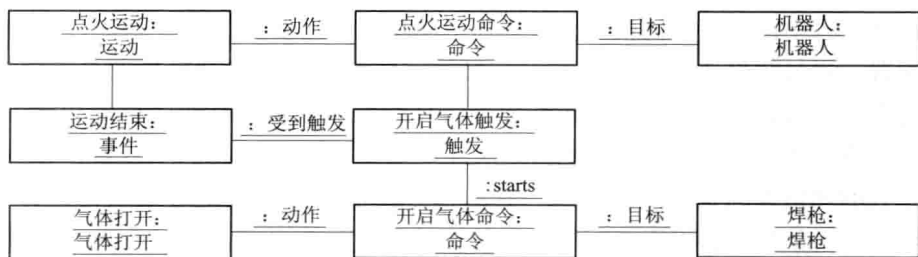 点火运动：
运动
：动作
点火运动命令：
命令
：目标
机器人：
机器人
运动结束：
事件
：受到触发
开启气体触发：
触发
:starts
气体打开：
气体打开
：动作
开启气体命令：
命令
：目标
焊枪：
焊枪